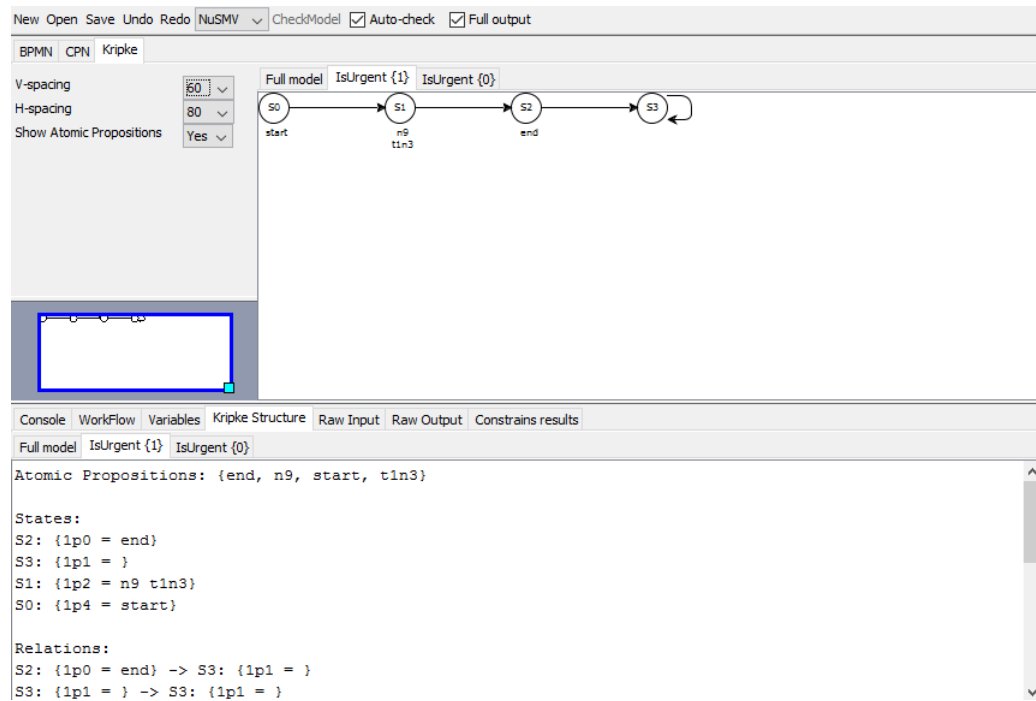 New Open Save Undo Redo NuSMV CheckModel Auto-check Full output
BPMN CPN Kripke
V-spacing 60
H-spacing 80
Show Atomic Propositions Yes
Full model IsUrgent {1} IsUrgent {0}
S0 S1 S2 S3
start n9 end
t1n3
Console WorkFlow Variables Kripke Structure Raw Input Raw Output Constrains results
Full model IsUrgent {1} IsUrgent {0}
Atomic Propositions: {end, n9, start, t1n3}
States:
S2: {1p0 = end}
S3: {1p1 = }
S1: {1p2 = n9 t1n3}
S0: {1p4 = start}
Relations:
S2: {1p0 = end} -> S3: {1p1 = }
S3: {1p1 = } -> S3: {1p1 = }